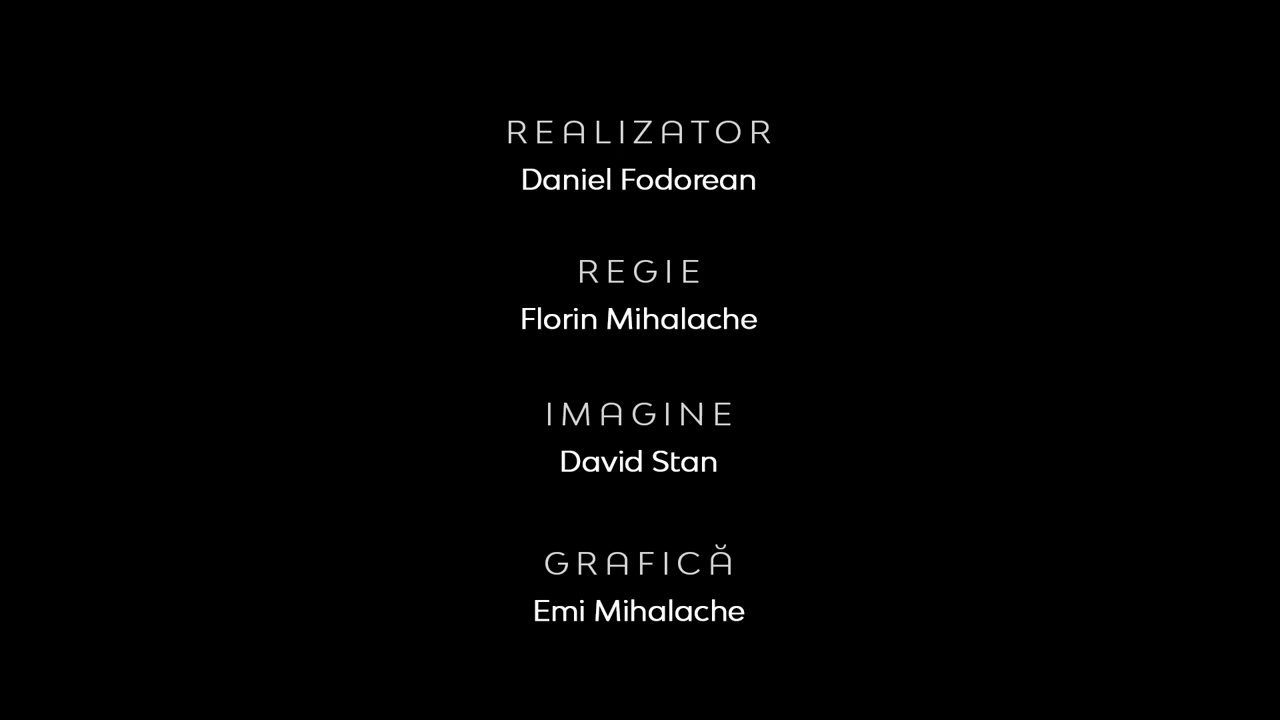 REALIZATOR
Daniel Fodorean
REGIE
Florin Mihalache
IMAGINE
David Stan
GRAFICĂ
Emi Mihalache